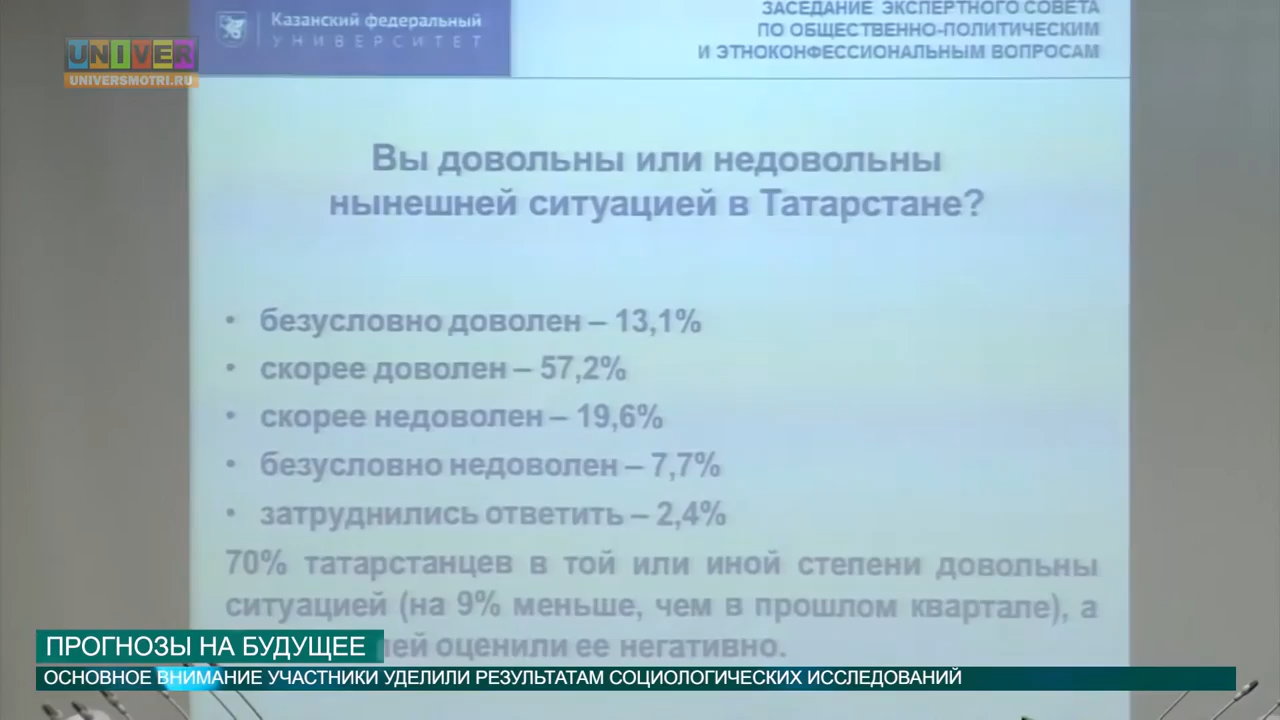 Казанский федеральный
УНИВЕРСИТЕТ
UNIVER
UNIVERSMOTRI.RU
ЗАСЕДАНИЕ ЭКСПЕРТНОГО СОВЕТА
ПО ОБЩЕСТВЕННО-ПОЛИТИЧЕСКИМ
И ЭТНОКОНФЕССИОНАЛЬНЫМ ВОПРОСАМ
Вы довольны или недовольны
нынешней ситуацией в Татарстане?
• безусловно доволен – 13,1%
• скорее доволен – 57,2%
• скорее недоволен – 19,6%
• безусловно недоволен – 7,7%
• затруднились ответить – 2,4%
70% татарстанцев в той или иной степени довольны
ситуацией (на 9% меньше, чем в прошлом квартале), а
оценили ее негативно.
ПРОГНОЗЫ НА БУДУЩЕЕ
ОСНОВНОЕ ВНИМАНИЕ УЧАСТНИКИ УДЕЛИЛИ РЕЗУЛЬТАТАМ СОЦИОЛОГИЧЕСКИХ ИССЛЕДОВАНИЙ